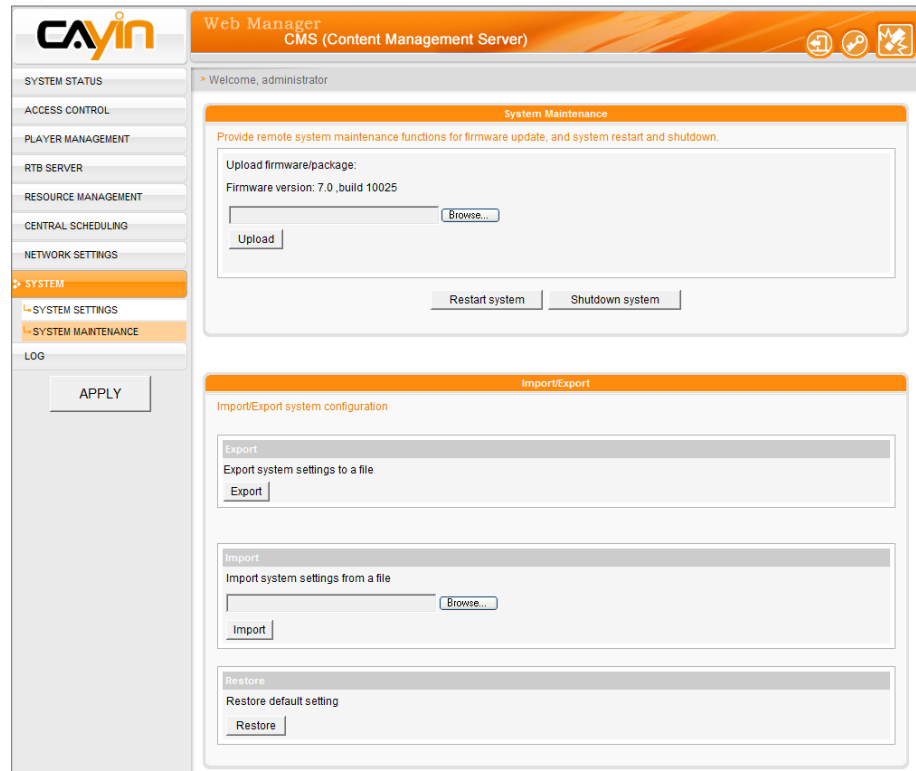 CAYIN
Web Manager
CMS (Content Management Server)
SYSTEM STATUS
ACCESS CONTROL
PLAYER MANAGEMENT
RTB SERVER
RESOURCE MANAGEMENT
CENTRAL SCHEDULING
NETWORK SETTINGS
SYSTEM
SYSTEM SETTINGS
SYSTEM MAINTENANCE
LOG
APPLY
> Welcome, administrator
System Maintenance
Provide remote system maintenance functions for firmware update, and system restart and shutdown.
Upload firmware/package:
Firmware version: 7.0 ,build 10025
Browse...
Upload
Restart system Shutdown system
Import/Export
Import/Export system configuration
Export
Export system settings to a file
Export
Import
Import system settings from a file
Browse...
Import
Restore
Restore default setting
Restore